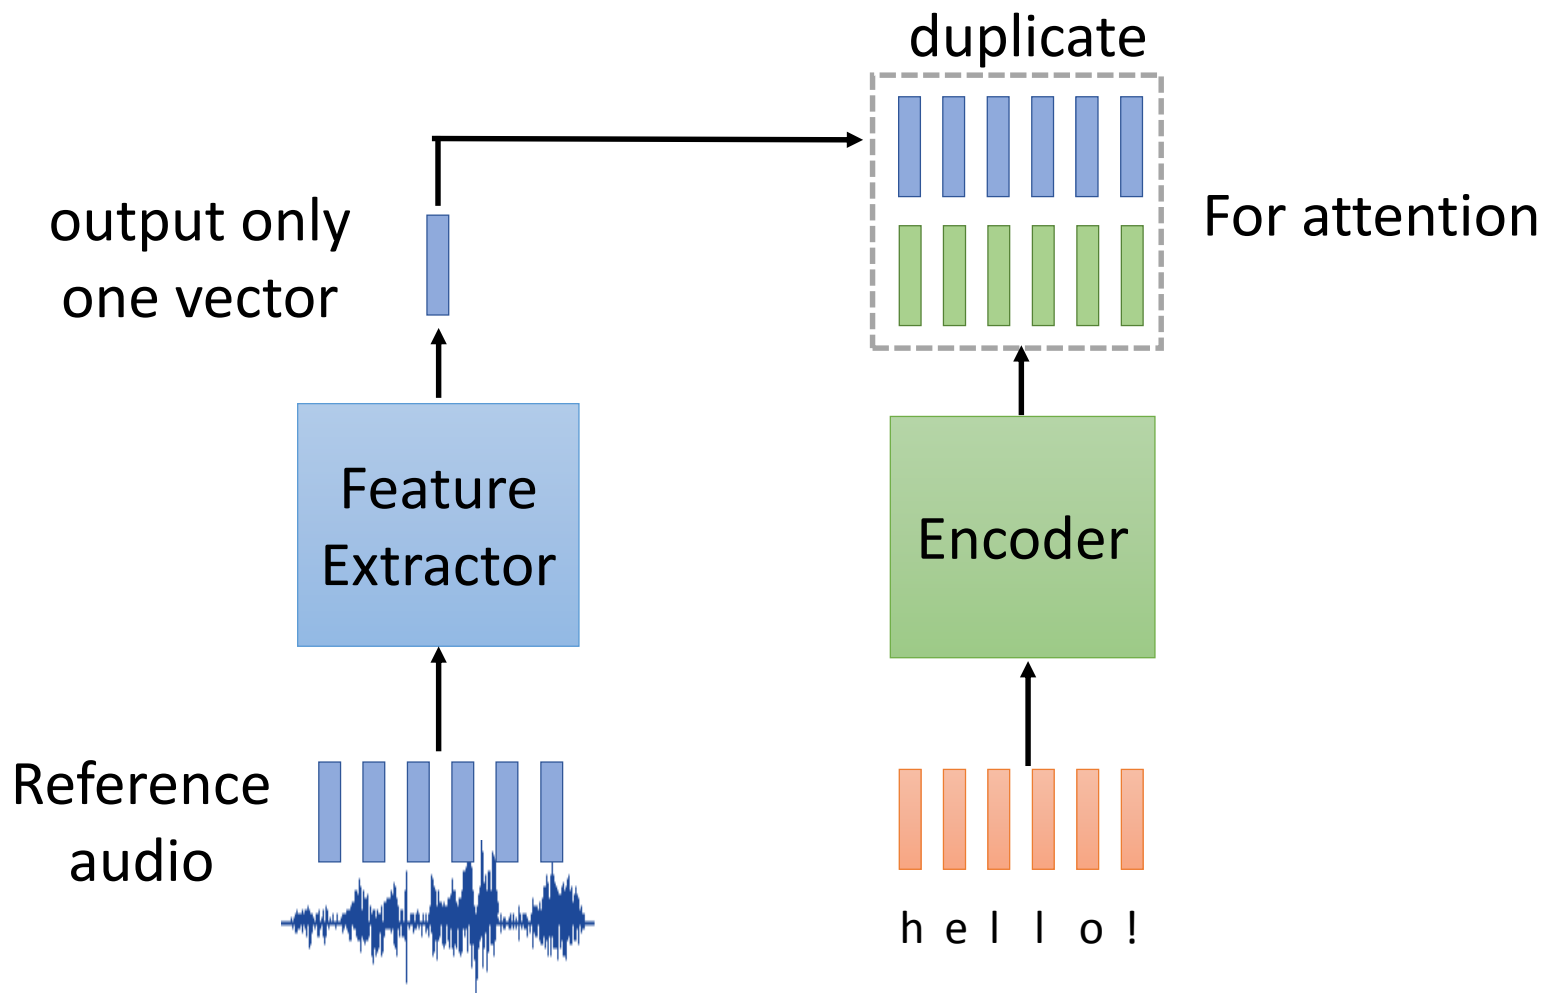 duplicate
output only
one vector
For attention
Feature
Extractor
Encoder
Reference
audio
h e l l o !